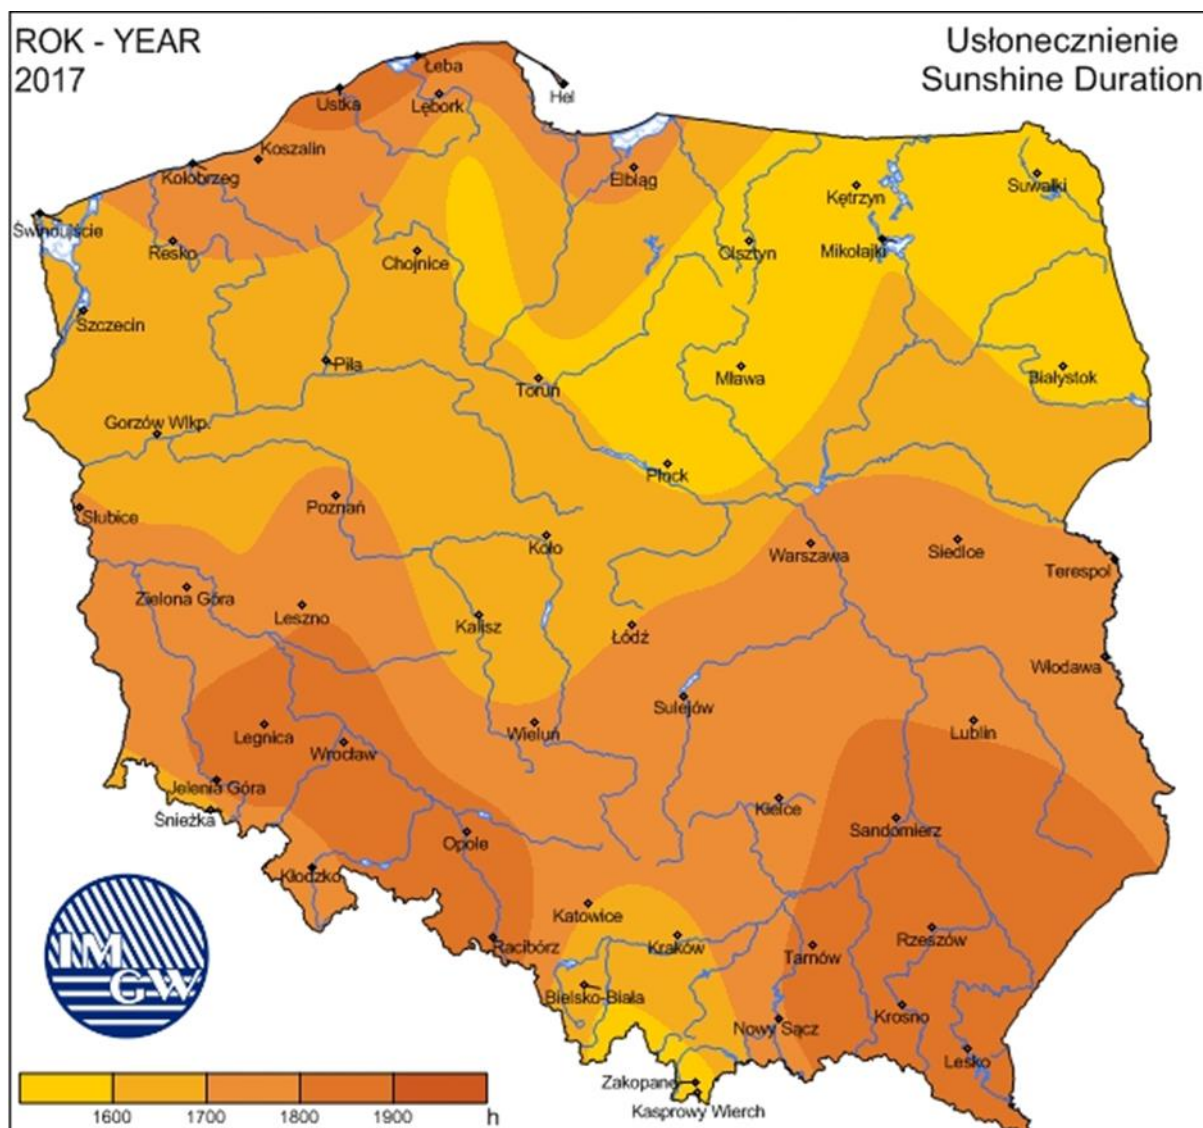 ROK - YEAR
2017
Usłonecznienie
Sunshine Duration
Łeba
Ustka
Lębork
Hel
Koszalin
Kołobrzeg
Elbląg
Kętrzyn
Suwałki
Świnoujście
Resko
Chojnice
Olsztyn
Mikołajki
Szczecin
Piła
Toruń
Mława
Białystok
Gorzów Wlkp.
Płock
Słubice
Poznań
Koło
Warszawa
Siedlce
Terespol
Zielona Góra
Leszno
Kalisz
Łódź
Włodawa
Sulejów
Legnica
Wrocław
Wieluń
Lublin
Jelenia Góra
Śnieżka
Kielce
Sandomierz
Opole
Kłodzko
Katowice
Racibórz
Kraków
Tarnów
Rzeszów
Bielsko-Biała
Nowy Sącz
Krosno
Lesko
Zakopane
Kasprowy Wierch
IM
GW
1600 1700 1800 1900 h